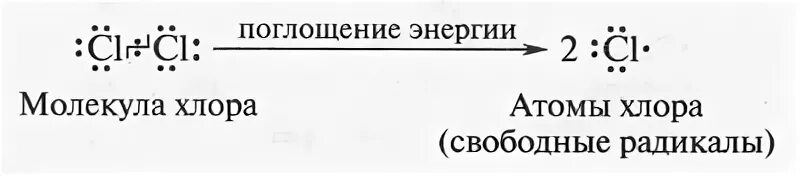 поглощение энергии
:Cl–Cl: 2 :Cl·
Молекула хлора Атомы хлора
(свободные радикалы)